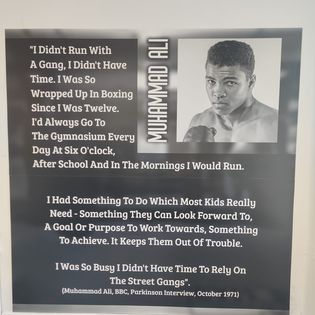 "I Didn't Run With
A Gang, I Didn't Have
Time. I Was So
Wrapped Up In Boxing
Since I Was Twelve.
I'd Always Go To
The Gymnasium Every
Day At Six O'clock,
After School And In The Mornings I Would Run.
MUHAMMAD ALI
I Had Something To Do Which Most Kids Really
Need - Something They Can Look Forward To,
A Goal Or Purpose To Work Towards, Something
To Achieve. It Keeps Them Out Of Trouble.
I Was So Busy I Didn't Have Time To Rely On
The Street Gangs".
(Muhammad Ali, BBC, Parkinson Interview, October 1971)